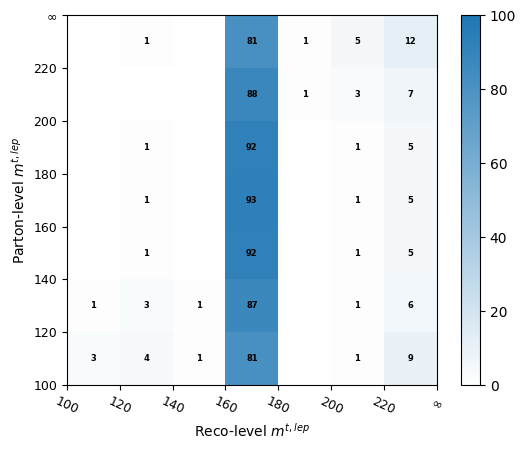 ∞
1 81 1 5 12
220
88 1 3 7
200
1 92 1 5
180
1 93 1 5
160
1 92 1 5
140
1 3 1 87 1 6
120
3 4 1 81 1 9
100
100 120 140 160 180 200 220 ∞
Reco-level m^{t, lep}
Parton-level m^{t, lep}
100
80
60
40
20
0